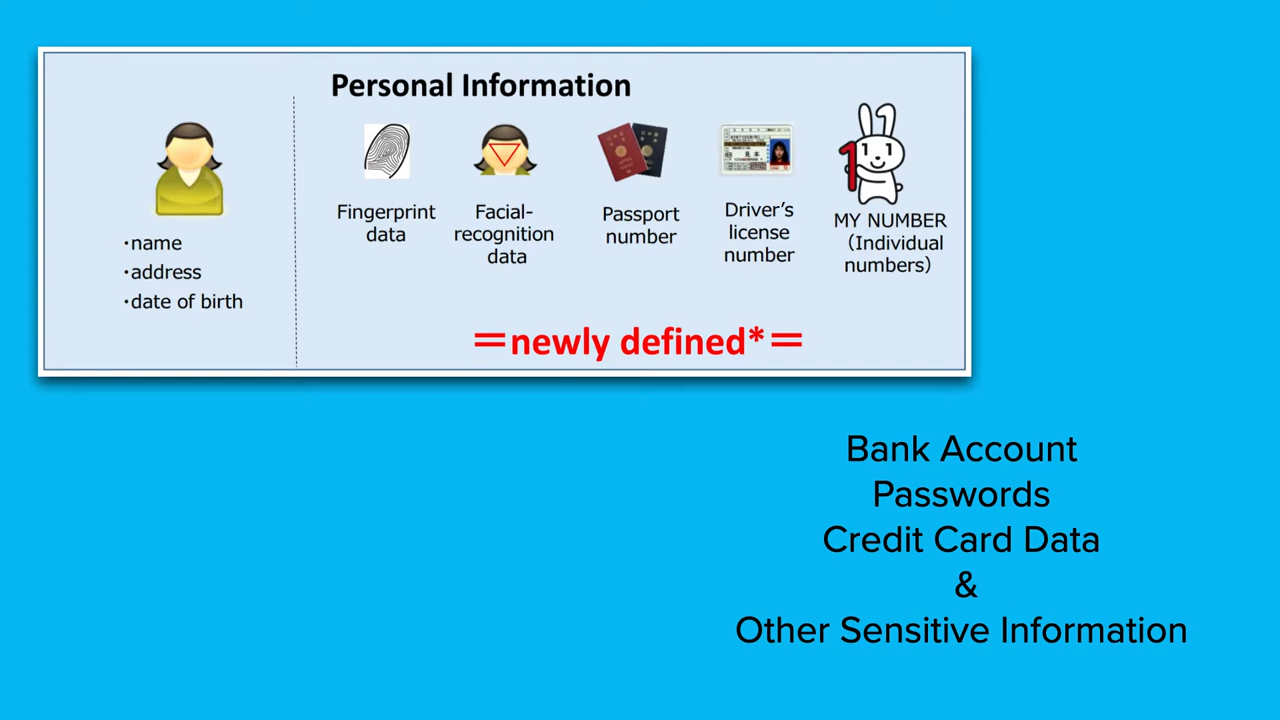 Personal Information
・name
・address
・date of birth
Fingerprint
data
Facial-
recognition
data
Passport
number
Driver's
license
number
MY NUMBER
（Individual
numbers）
＝newly defined*＝
Bank Account
Passwords
Credit Card Data
&
Other Sensitive Information